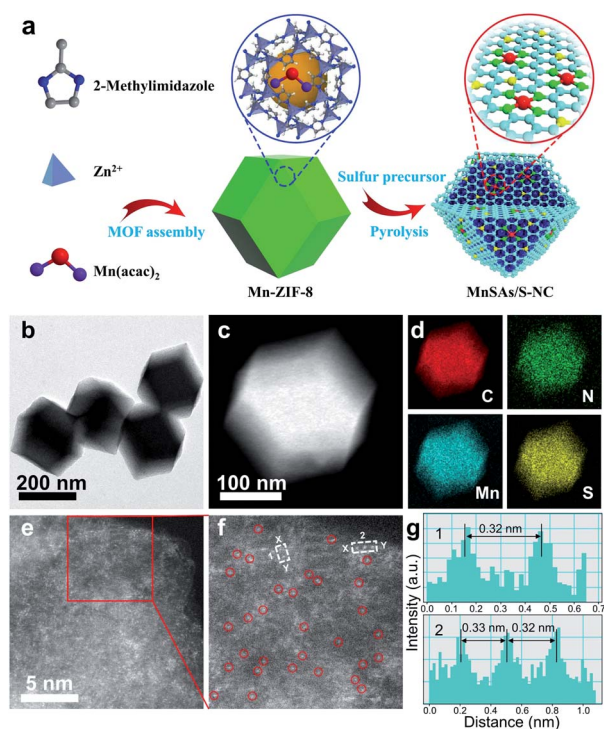 a
2-Methylimidazole
Zn²⁺
Mn(acac)₂
MOF assembly
Mn-ZIF-8
Sulfur precursor
Pyrolysis
MnSAs/S-NC
b
200 nm
c
100 nm
d
C
N
Mn
S
e
5 nm
f
X
1
Y
2
X
Y
g
Intensity (a.u.)
1
0.32 nm
0.0 0.1 0.2 0.3 0.4 0.5 0.6 0.7
2
0.33 nm 0.32 nm
0.0 0.2 0.4 0.6 0.8 1.0
Distance (nm)